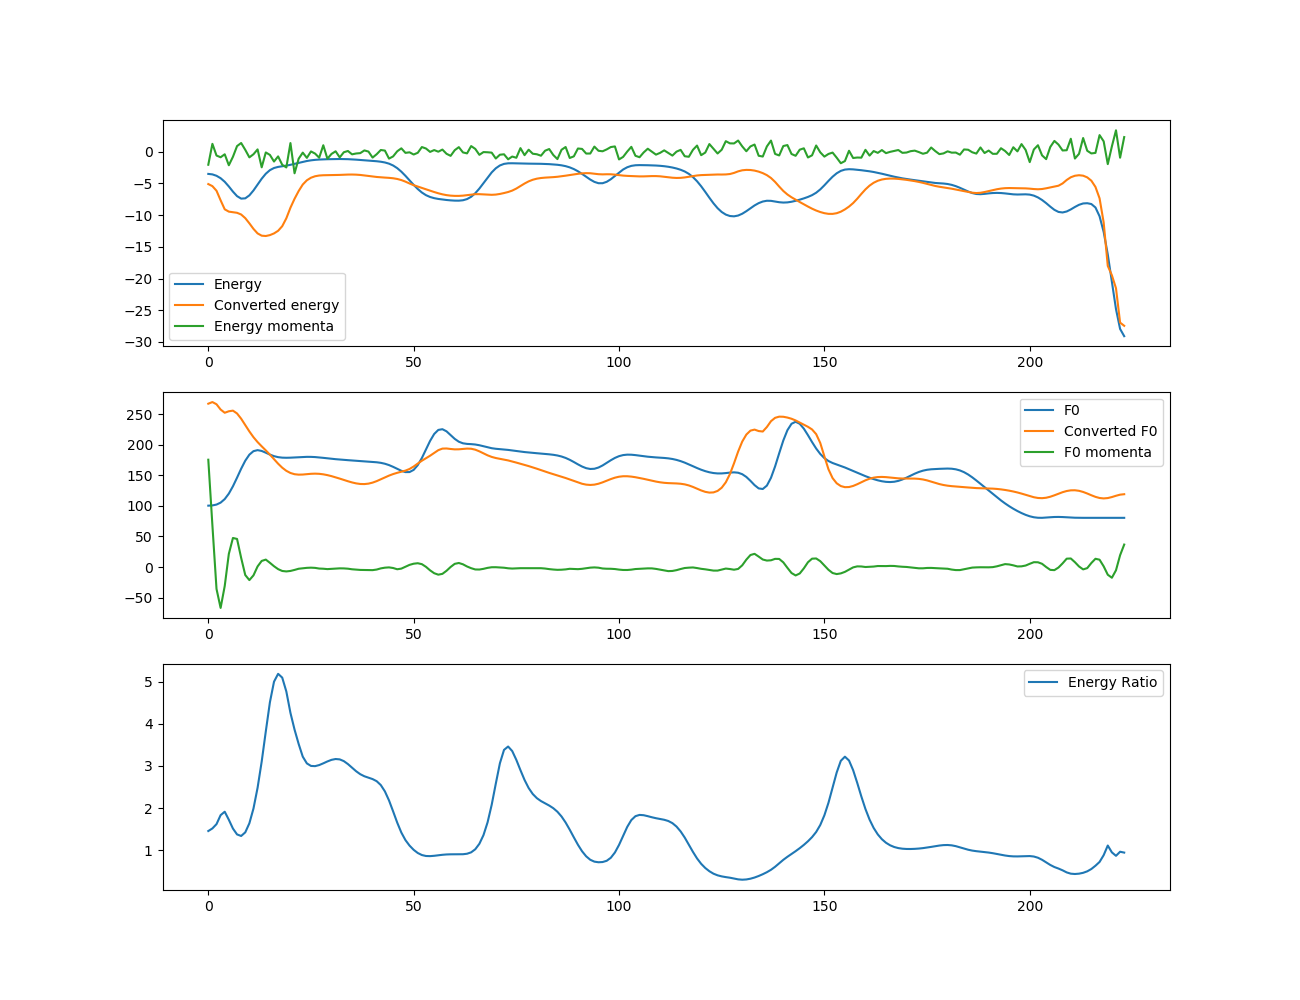 0
−5
−10
−15
−20
−25
−30
Energy
Converted energy
Energy momenta
0 50 100 150 200
250
200
150
100
50
0
−50
F0
Converted F0
F0 momenta
0 50 100 150 200
5
4
3
2
1
Energy Ratio
0 50 100 150 200